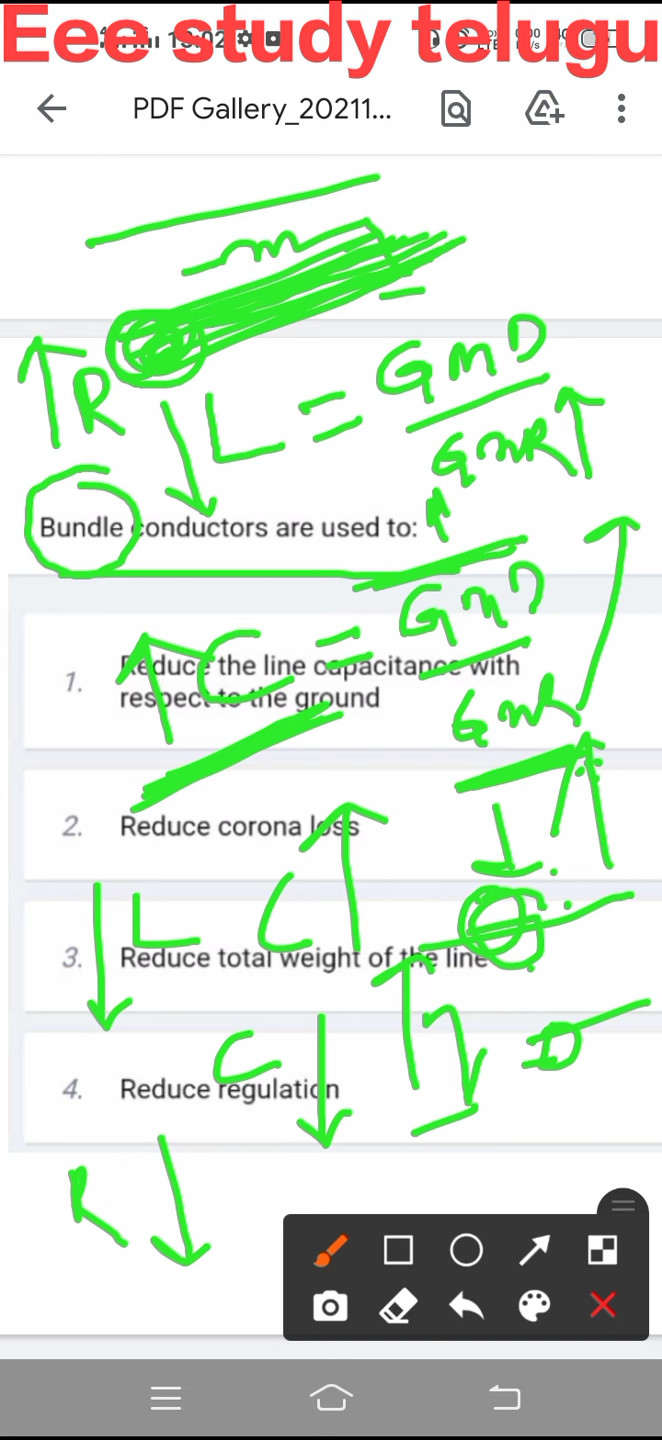 Eee study telugu
PDF Gallery_20211...
m
R
L = GMD
GMR
Bundle conductors are used to:
C = GMD
GMR
1. Reduce the line capacitance with
respect to the ground
2. Reduce corona loss
L C
3. Reduce total weight of the line
C
D
4. Reduce regulation
R